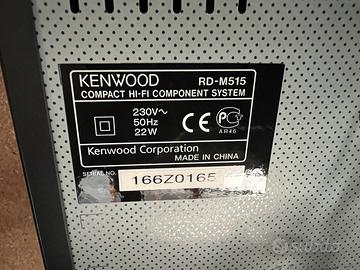 KENWOOD RD-M515
COMPACT HI-FI COMPONENT SYSTEM
230V~
50Hz
22W
CE
PC
AR46
Kenwood Corporation
MADE IN CHINA
SERIAL NO. 166Z0165